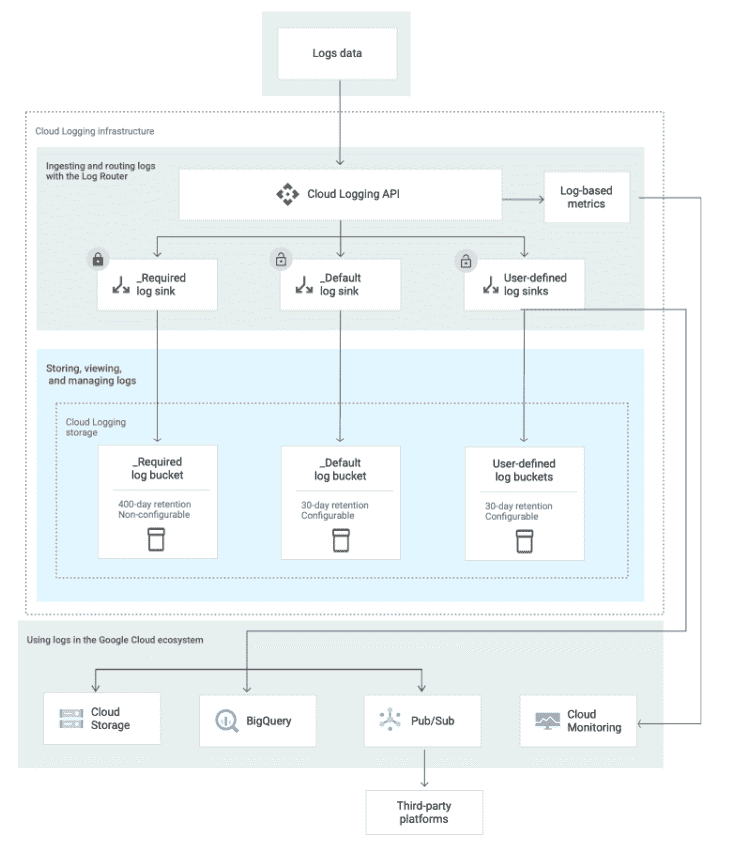 Logs data
Cloud Logging infrastructure
Ingesting and routing logs
with the Log Router
Cloud Logging API
Log-based
metrics
_Required
log sink
_Default
log sink
User-defined
log sinks
Storing, viewing,
and managing logs
Cloud Logging
storage
_Required
log bucket
400-day retention
Non-configurable
_Default
log bucket
30-day retention
Configurable
User-defined
log buckets
30-day retention
Configurable
Using logs in the Google Cloud ecosystem
Cloud
Storage
BigQuery
Pub/Sub
Cloud
Monitoring
Third-party
platforms